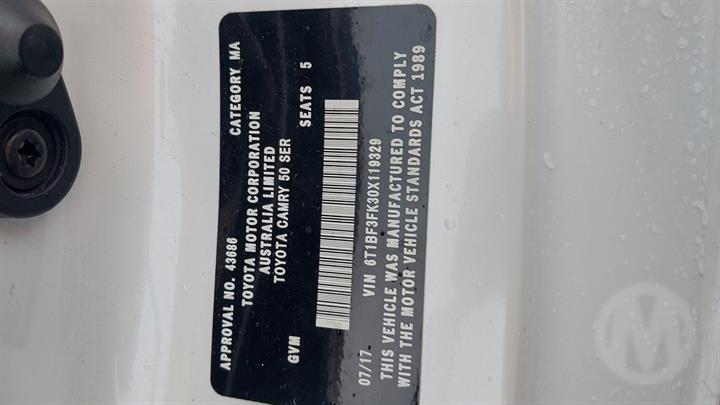 APPROVAL NO. 43686 CATEGORY MA
TOYOTA MOTOR CORPORATION
AUSTRALIA LIMITED
TOYOTA CAMRY 50 SER
GVM SEATS 5
07/17 VIN 6T1BF3FK30X119329
THIS VEHICLE WAS MANUFACTURED TO COMPLY
WITH THE MOTOR VEHICLE STANDARDS ACT 1989
M